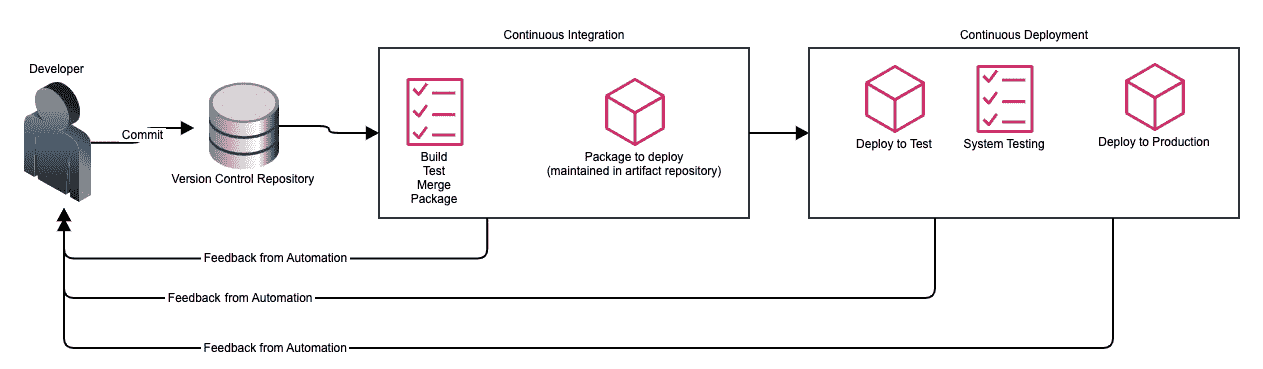 Continuous Integration
Continuous Deployment
Developer
Commit
Version Control Repository
Build
Test
Merge
Package
Package to deploy
(maintained in artifact repository)
Deploy to Test
System Testing
Deploy to Production
Feedback from Automation
Feedback from Automation
Feedback from Automation